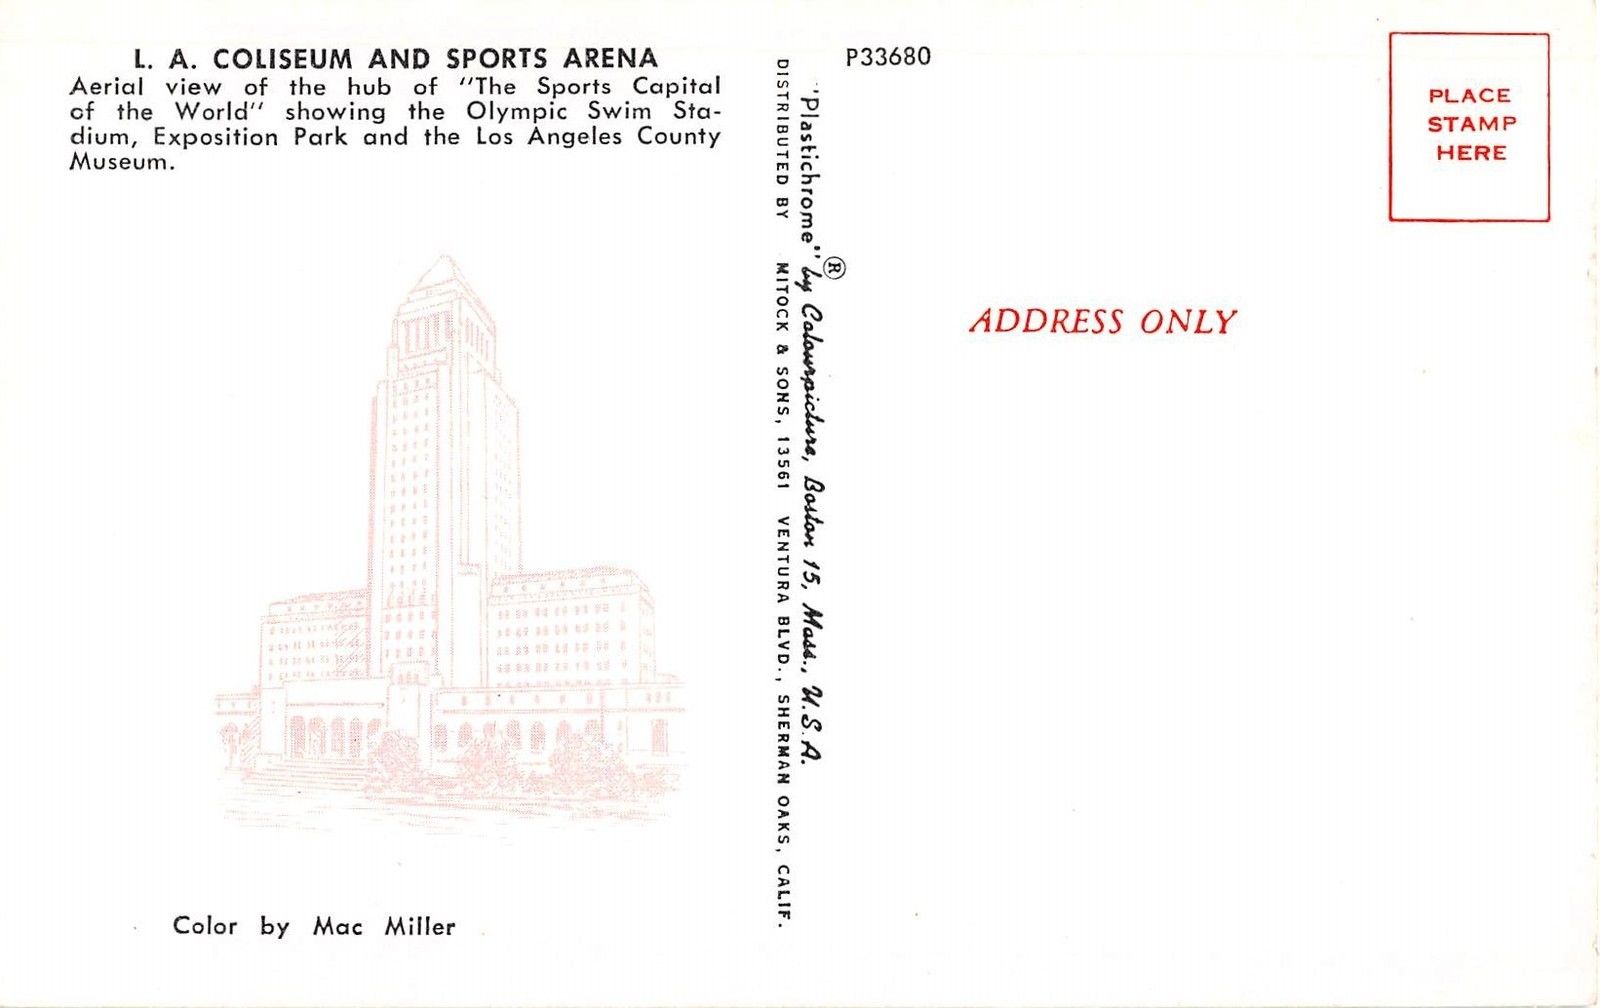 L. A. COLISEUM AND SPORTS ARENA
Aerial view of the hub of "The Sports Capital
of the World" showing the Olympic Swim Sta-
dium, Exposition Park and the Los Angeles County
Museum.
Color by Mac Miller
DISTRIBUTED BY MITOCK & SONS, 13561 VENTURA BLVD., SHERMAN OAKS, CALIF.
"Plastichrome"® by Colourpicture, Boston 15, Mass., U.S.A.
P33680
PLACE
STAMP
HERE
ADDRESS ONLY